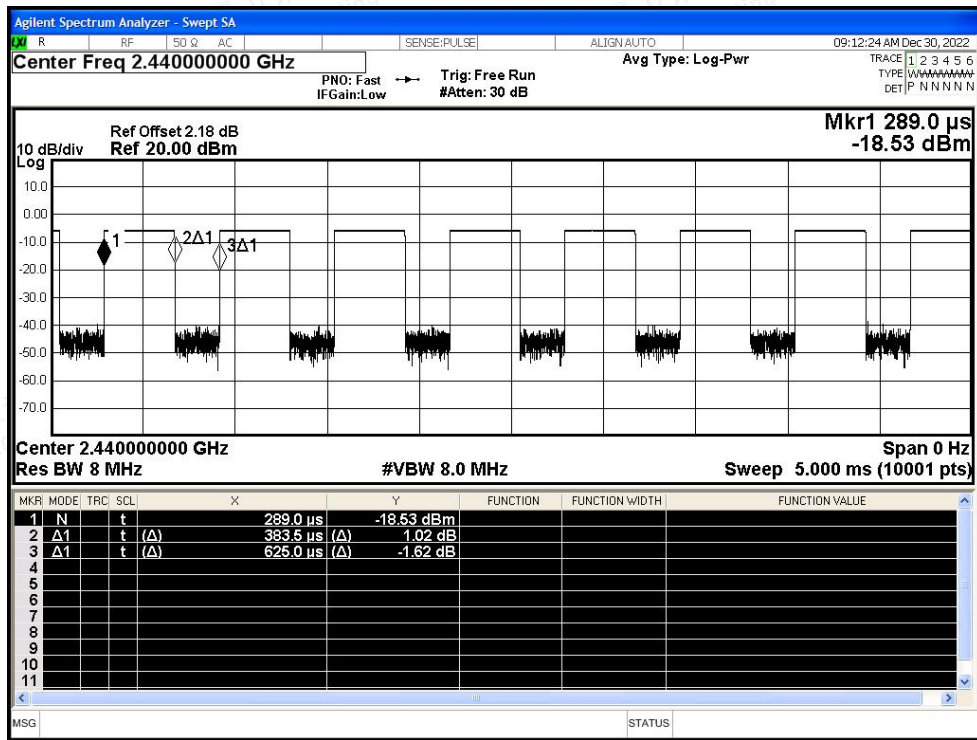 Agilent Spectrum Analyzer - Swept SA
LXI R RF 50 Ω AC SENSE:PULSE ALIGN AUTO 09:12:24 AM Dec 30, 2022
Center Freq 2.440000000 GHz
PNO: Fast
IFGain:Low
Trig: Free Run
#Atten: 30 dB
Avg Type: Log-Pwr
TRACE 1 2 3 4 5 6
TYPE WWWWWW
DET P N N N N N
Mkr1 289.0 µs
-18.53 dBm
Ref Offset 2.18 dB
10 dB/div Ref 20.00 dBm
Log
10.0
0.00
-10.0
-20.0
-30.0
-40.0
-50.0
-60.0
-70.0
1 2Δ1 3Δ1
Center 2.440000000 GHz Span 0 Hz
Res BW 8 MHz #VBW 8.0 MHz Sweep 5.000 ms (10001 pts)
MKR MODE TRC SCL X Y FUNCTION FUNCTION WIDTH FUNCTION VALUE
1 N t 289.0 µs -18.53 dBm
2 Δ1 t (Δ) 383.5 µs (Δ) 1.02 dB
3 Δ1 t (Δ) 625.0 µs (Δ) -1.62 dB
4
5
6
7
8
9
10
11
MSG STATUS